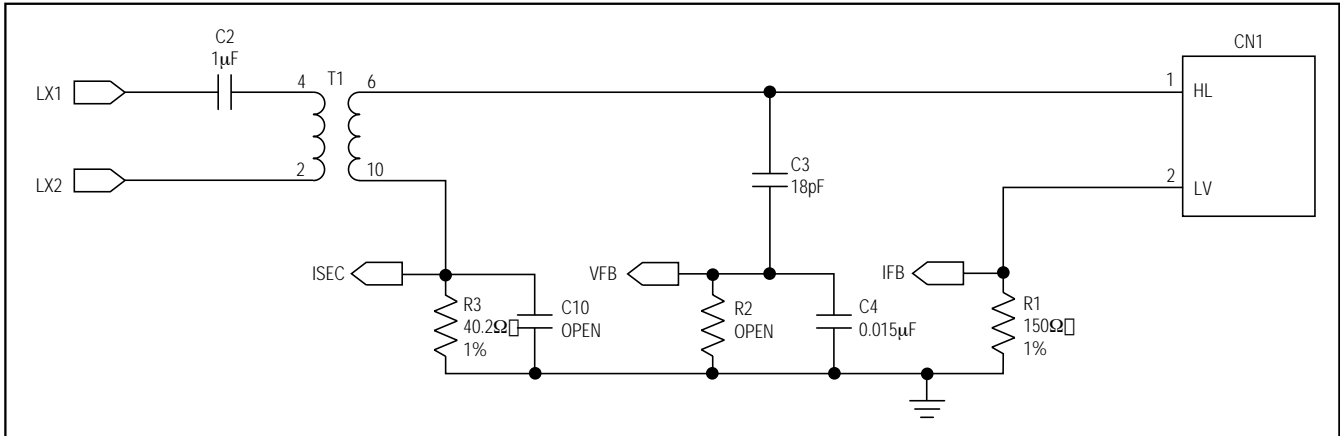 C2
1μF
LX1
4
T1
6
LX2
2
10
CN1
1
HL
2
LV
C3
18pF
ISEC
R3
40.2Ω▯
1%
C10
OPEN
VFB
R2
OPEN
C4
0.015μF
IFB
R1
150Ω▯
1%